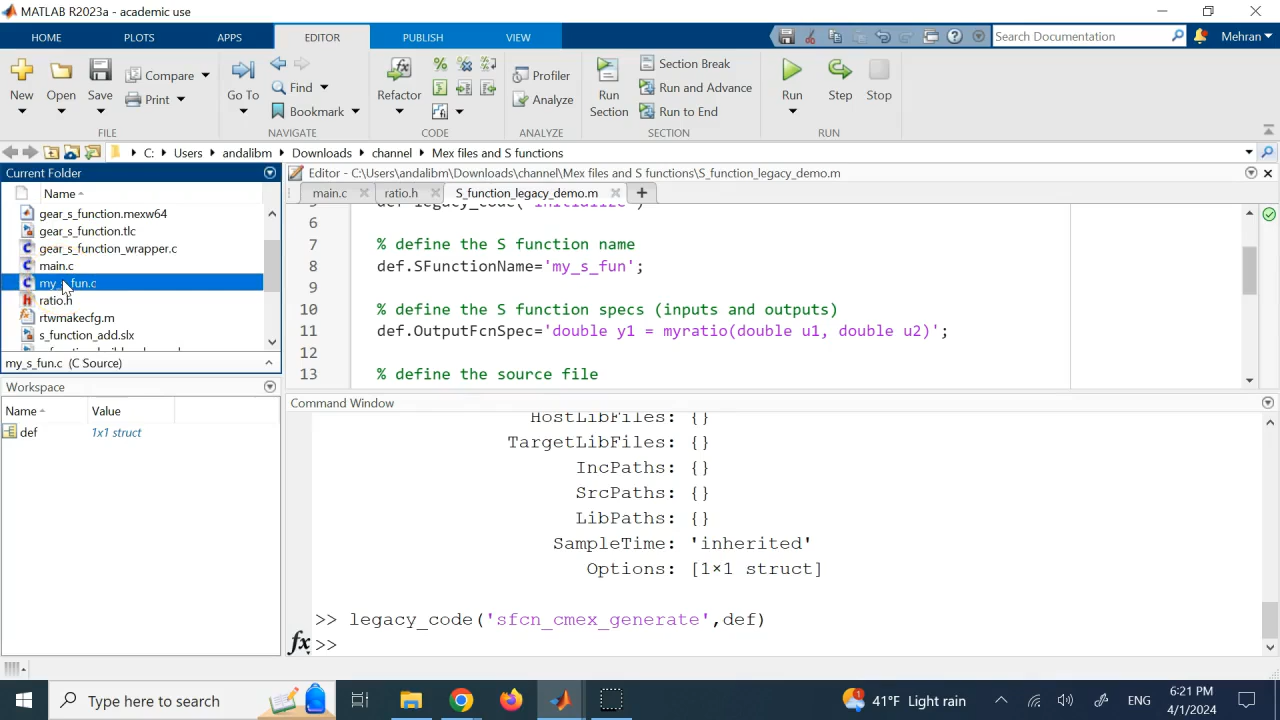 MATLAB R2023a - academic use
HOME PLOTS APPS EDITOR PUBLISH VIEW
Search Documentation
Mehran
New Open Save Compare Print
Go To Find Bookmark
Refactor
Profiler Analyze
Run Section
Section Break
Run and Advance
Run to End
Run Step Stop
FILE NAVIGATE CODE ANALYZE SECTION RUN
C: Users andalibm Downloads channel Mex files and S functions
Current Folder
Name
gear_s_function.mexw64
gear_s_function.tlc
gear_s_function_wrapper.c
main.c
my_s_fun.c
ratio.h
rtwmakecfg.m
s_function_add.slx
my_s_fun.c (C Source)
Workspace
Name Value
def 1x1 struct
Editor - C:\Users\andalibm\Downloads\channel\Mex files and S functions\S_function_legacy_demo.m
main.c ratio.h S_function_legacy_demo.m
5 def legacy_code('initialize')
6
7 % define the S function name
8 def.SFunctionName='my_s_fun';
9
10 % define the S function specs (inputs and outputs)
11 def.OutputFcnSpec='double y1 = myratio(double u1, double u2)';
12
13 % define the source file
Command Window
HostLibFiles: {}
TargetLibFiles: {}
IncPaths: {}
SrcPaths: {}
LibPaths: {}
SampleTime: 'inherited'
Options: [1×1 struct]
>> legacy_code('sfcn_cmex_generate',def)
fx >>
Type here to search
1
41°F Light rain
ENG
6:21 PM
4/1/2024